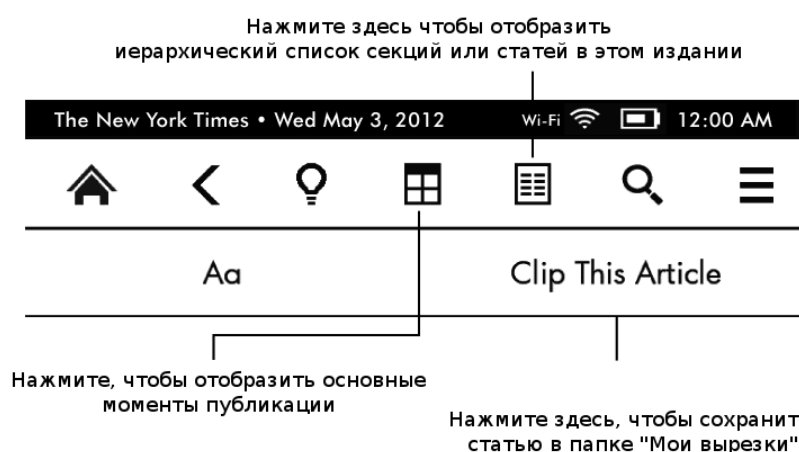 Нажмите здесь чтобы отобразить
иерархический список секций или статей в этом издании
The New York Times • Wed May 3, 2012 Wi-Fi 12:00 AM
Aa Clip This Article
Нажмите, чтобы отобразить основные
моменты публикации
Нажмите здесь, чтобы сохранит
статью в папке "Мои вырезки"